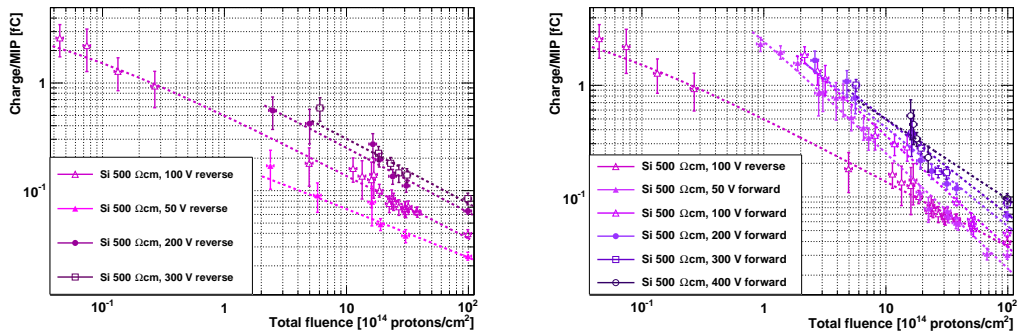 Charge/MIP [fC]
1
10⁻¹
Si 500 Ωcm, 100 V reverse
Si 500 Ωcm, 50 V reverse
Si 500 Ωcm, 200 V reverse
Si 500 Ωcm, 300 V reverse
10⁻¹ 1 10 10²
Total fluence [10¹⁴ protons/cm²]
Charge/MIP [fC]
1
10⁻¹
Si 500 Ωcm, 100 V reverse
Si 500 Ωcm, 50 V forward
Si 500 Ωcm, 100 V forward
Si 500 Ωcm, 200 V forward
Si 500 Ωcm, 300 V forward
Si 500 Ωcm, 400 V forward
10⁻¹ 1 10 10²
Total fluence [10¹⁴ protons/cm²]